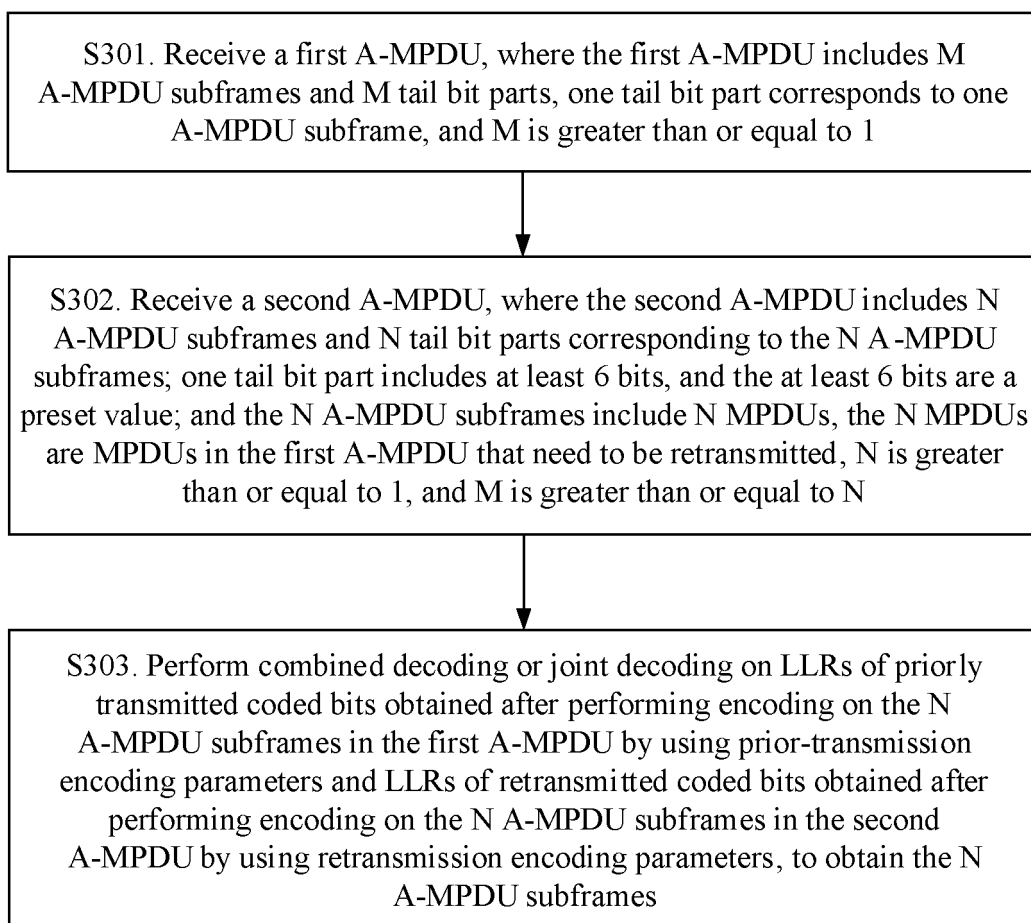 S301. Receive a first A-MPDU, where the first A-MPDU includes M
A-MPDU subframes and M tail bit parts, one tail bit part corresponds to one
A-MPDU subframe, and M is greater than or equal to 1
S302. Receive a second A-MPDU, where the second A-MPDU includes N
A-MPDU subframes and N tail bit parts corresponding to the N A-MPDU
subframes; one tail bit part includes at least 6 bits, and the at least 6 bits are a
preset value; and the N A-MPDU subframes include N MPDUs, the N MPDUs
are MPDUs in the first A-MPDU that need to be retransmitted, N is greater
than or equal to 1, and M is greater than or equal to N
S303. Perform combined decoding or joint decoding on LLRs of priorly
transmitted coded bits obtained after performing encoding on the N
A-MPDU subframes in the first A-MPDU by using prior-transmission
encoding parameters and LLRs of retransmitted coded bits obtained after
performing encoding on the N A-MPDU subframes in the second
A-MPDU by using retransmission encoding parameters, to obtain the N
A-MPDU subframes